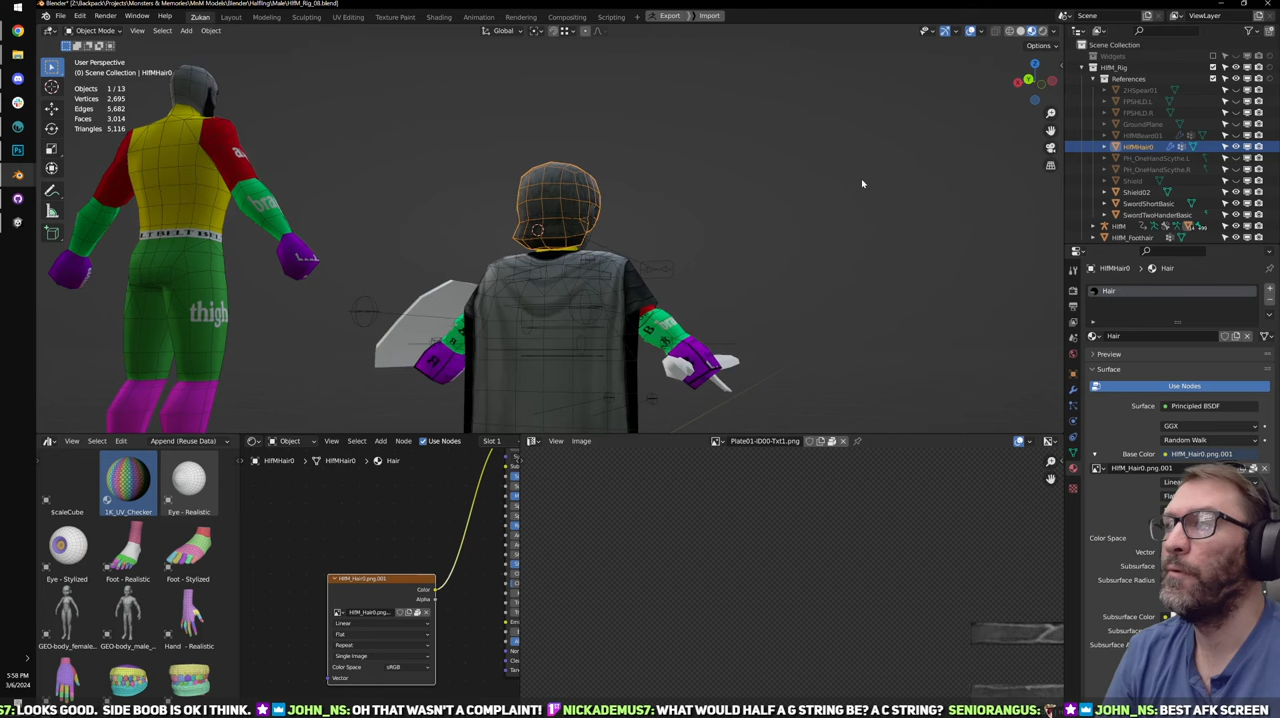 Blender* [Z:\Backpack\Projects\Monsters & Memories\MnM Models\Blender\Halfling\Male\HlfM_Rig_08.blend]
File Edit Render Window Help Zukan Layout Sculpting UV Editing Texture Paint Shading Animation Rendering Compositing Scripting Export Import Scene ViewLayer
Object Mode View Select Add Object Global
Options
User Perspective
(0) Scene Collection | HlfMHair0
Objects 1 / 13
Vertices 2,695
Edges 5,682
Faces 3,014
Triangles 5,116
BELT BELT
thigh
Scene Collection
Widgets
HlfM_Rig
References
2HSpear01
FPSHLD.L
FPSHLD.R
GroundPlane
HlfMBeard01
HlfMHair0
PH_OneHandScythe.L
PH_OneHandScythe.R
Shield
Shield02
SwordShortBasic
SwordTwoHanderBasic
HlfM
HlfM_Foothair
HlfMHair0 Hair
Hair
Hair
Preview
Surface
Use Nodes
Surface Principled BSDF
GGX
Random Walk
Base Color HlfM_Hair0.png.001
HlfM_Hair0.png.001
Color Space
Vector
Subsurface
Subsurface Radius
Subsurface Color
View Select Edit Append (Reuse Data)
Object View Select Add Node Use Nodes Slot 1
View Image Plate01-ID00-Txt1.png
HlfMHair0 HlfMHair0 Hair
ScaleCube
1K_UV_Checker
Eye - Realistic
Eye - Stylized
Foot - Realistic
Foot - Stylized
GEO-body_female...
GEO-body_male_...
Hand - Realistic
HlfM_Hair0.png.001
Color
Alpha
HlfM_Hair0.png...
Linear
Flat
Repeat
Single Image
Color Space sRGB
Vector
5:58 PM
3/6/2024
S7: LOOKS GOOD. SIDE BOOB IS OK I THINK. JOHN_NS: OH THAT WASN'T A COMPLAINT! NICKADEMUS7: WHAT WOULD HALF A G STRING BE? A C STRING? SENIORANGUS: JOHN_NS: BEST AFK SCREEN